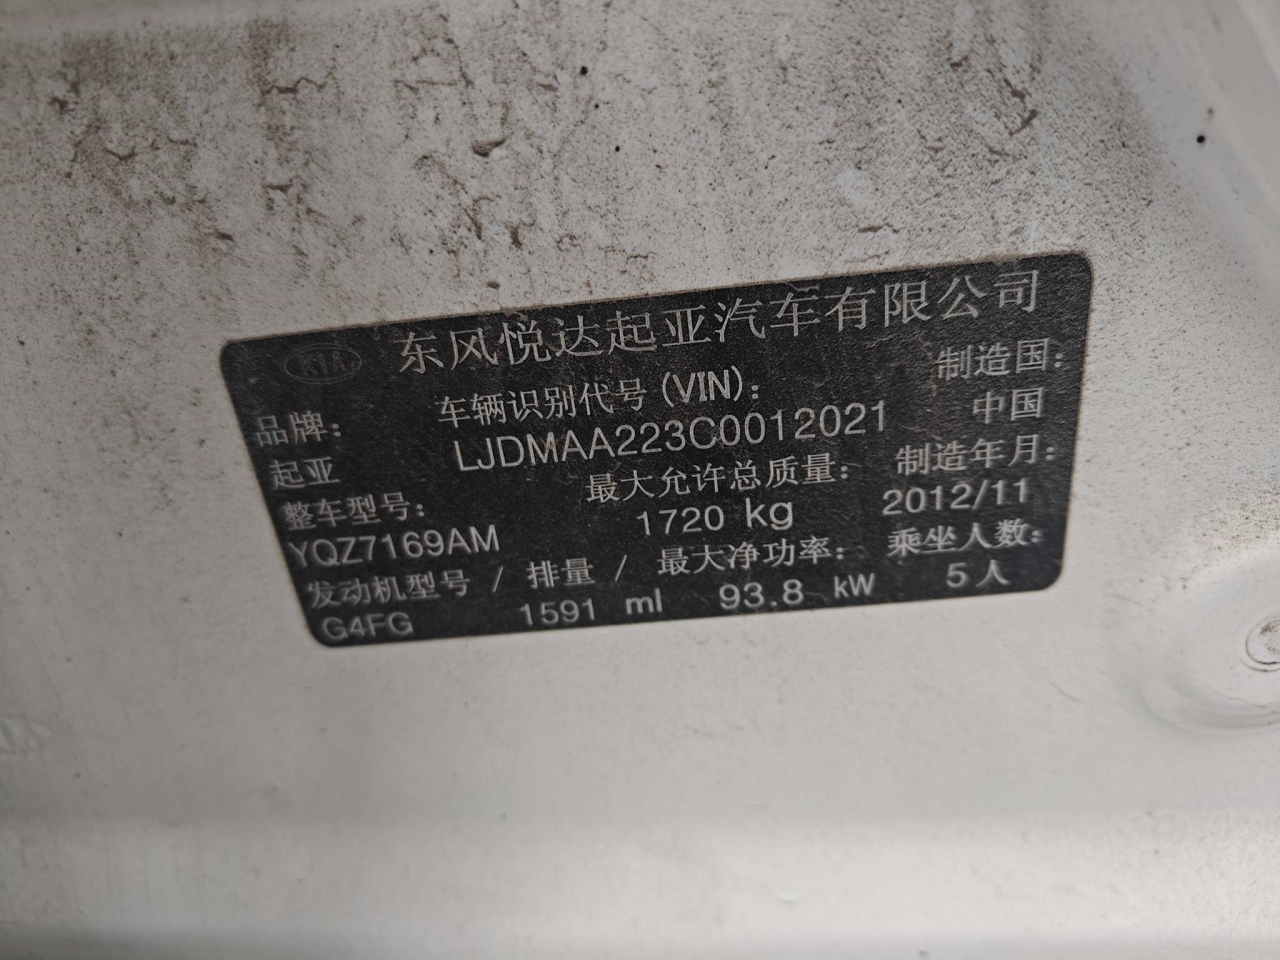 KIA 东风悦达起亚汽车有限公司
品牌: 车辆识别代号(VIN): 制造国:
起亚 LJDMAA223C0012021 中国
整车型号: 最大允许总质量: 制造年月:
YQZ7169AM 1720 kg 2012/11
发动机型号 / 排量 / 最大净功率: 乘坐人数:
G4FG 1591 ml 93.8 kW 5人